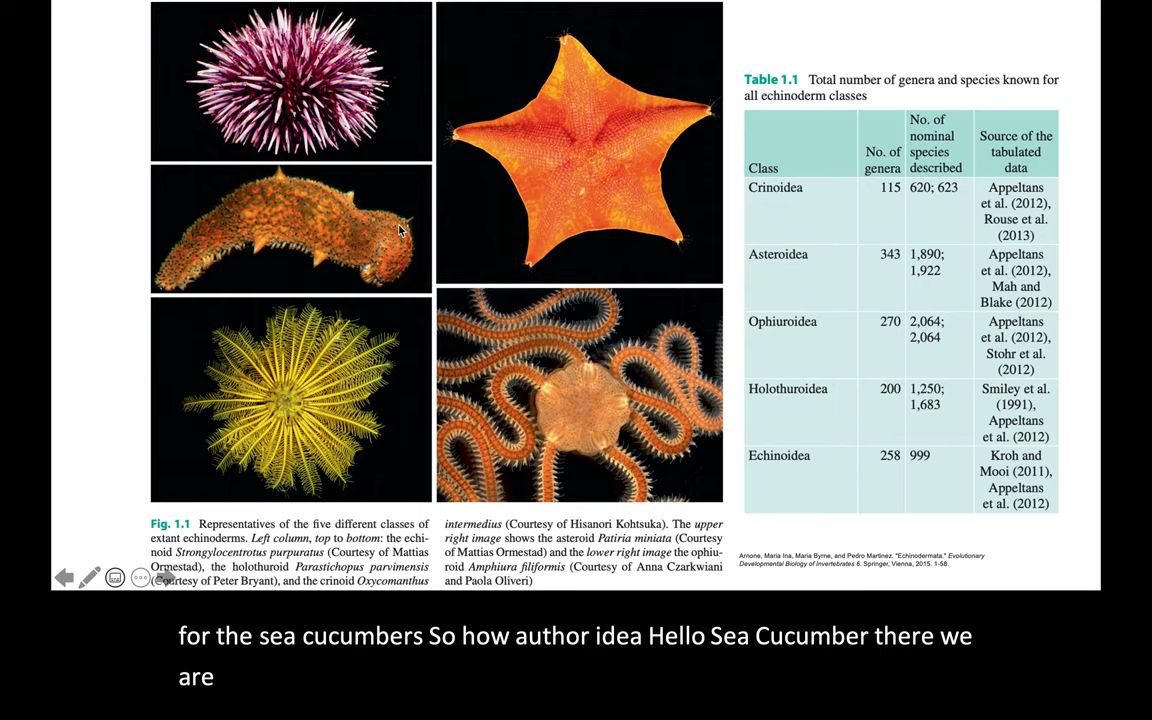 Table 1.1 Total number of genera and species known for
all echinoderm classes
Class
No. of
genera
No. of
nominal
species
described
Source of the
tabulated
data
Crinoidea
115
620; 623
Appeltans
et al. (2012),
Rouse et al.
(2013)
Asteroidea
343
1,890;
1,922
Appeltans
et al. (2012),
Mah and
Blake (2012)
Ophiuroidea
270
2,064;
2,064
Appeltans
et al. (2012),
Stohr et al.
(2012)
Holothuroidea
200
1,250;
1,683
Smiley et al.
(1991),
Appeltans
et al. (2012)
Echinoidea
258
999
Kroh and
Mooi (2011),
Appeltans
et al. (2012)
Fig. 1.1 Representatives of the five different classes of
extant echinoderms. Left column, top to bottom: the echi-
noid Strongylocentrotus purpuratus (Courtesy of Mattias
Ormestad), the holothuroid Parastichopus parvimensis
(Courtesy of Peter Bryant), and the crinoid Oxycomanthus
intermedius (Courtesy of Hisanori Kohtsuka). The upper
right image shows the asteroid Patiria miniata (Courtesy
of Mattias Ormestad) and the lower right image the ophiu-
roid Amphiura filiformis (Courtesy of Anna Czarkwiani
and Paola Oliveri)
Arnone, Maria Ina, Maria Byrne, and Pedro Martinez. "Echinodermata." Evolutionary
Developmental Biology of Invertebrates 6. Springer, Vienna, 2015. 1-58.
for the sea cucumbers So how author idea Hello Sea Cucumber there we
are